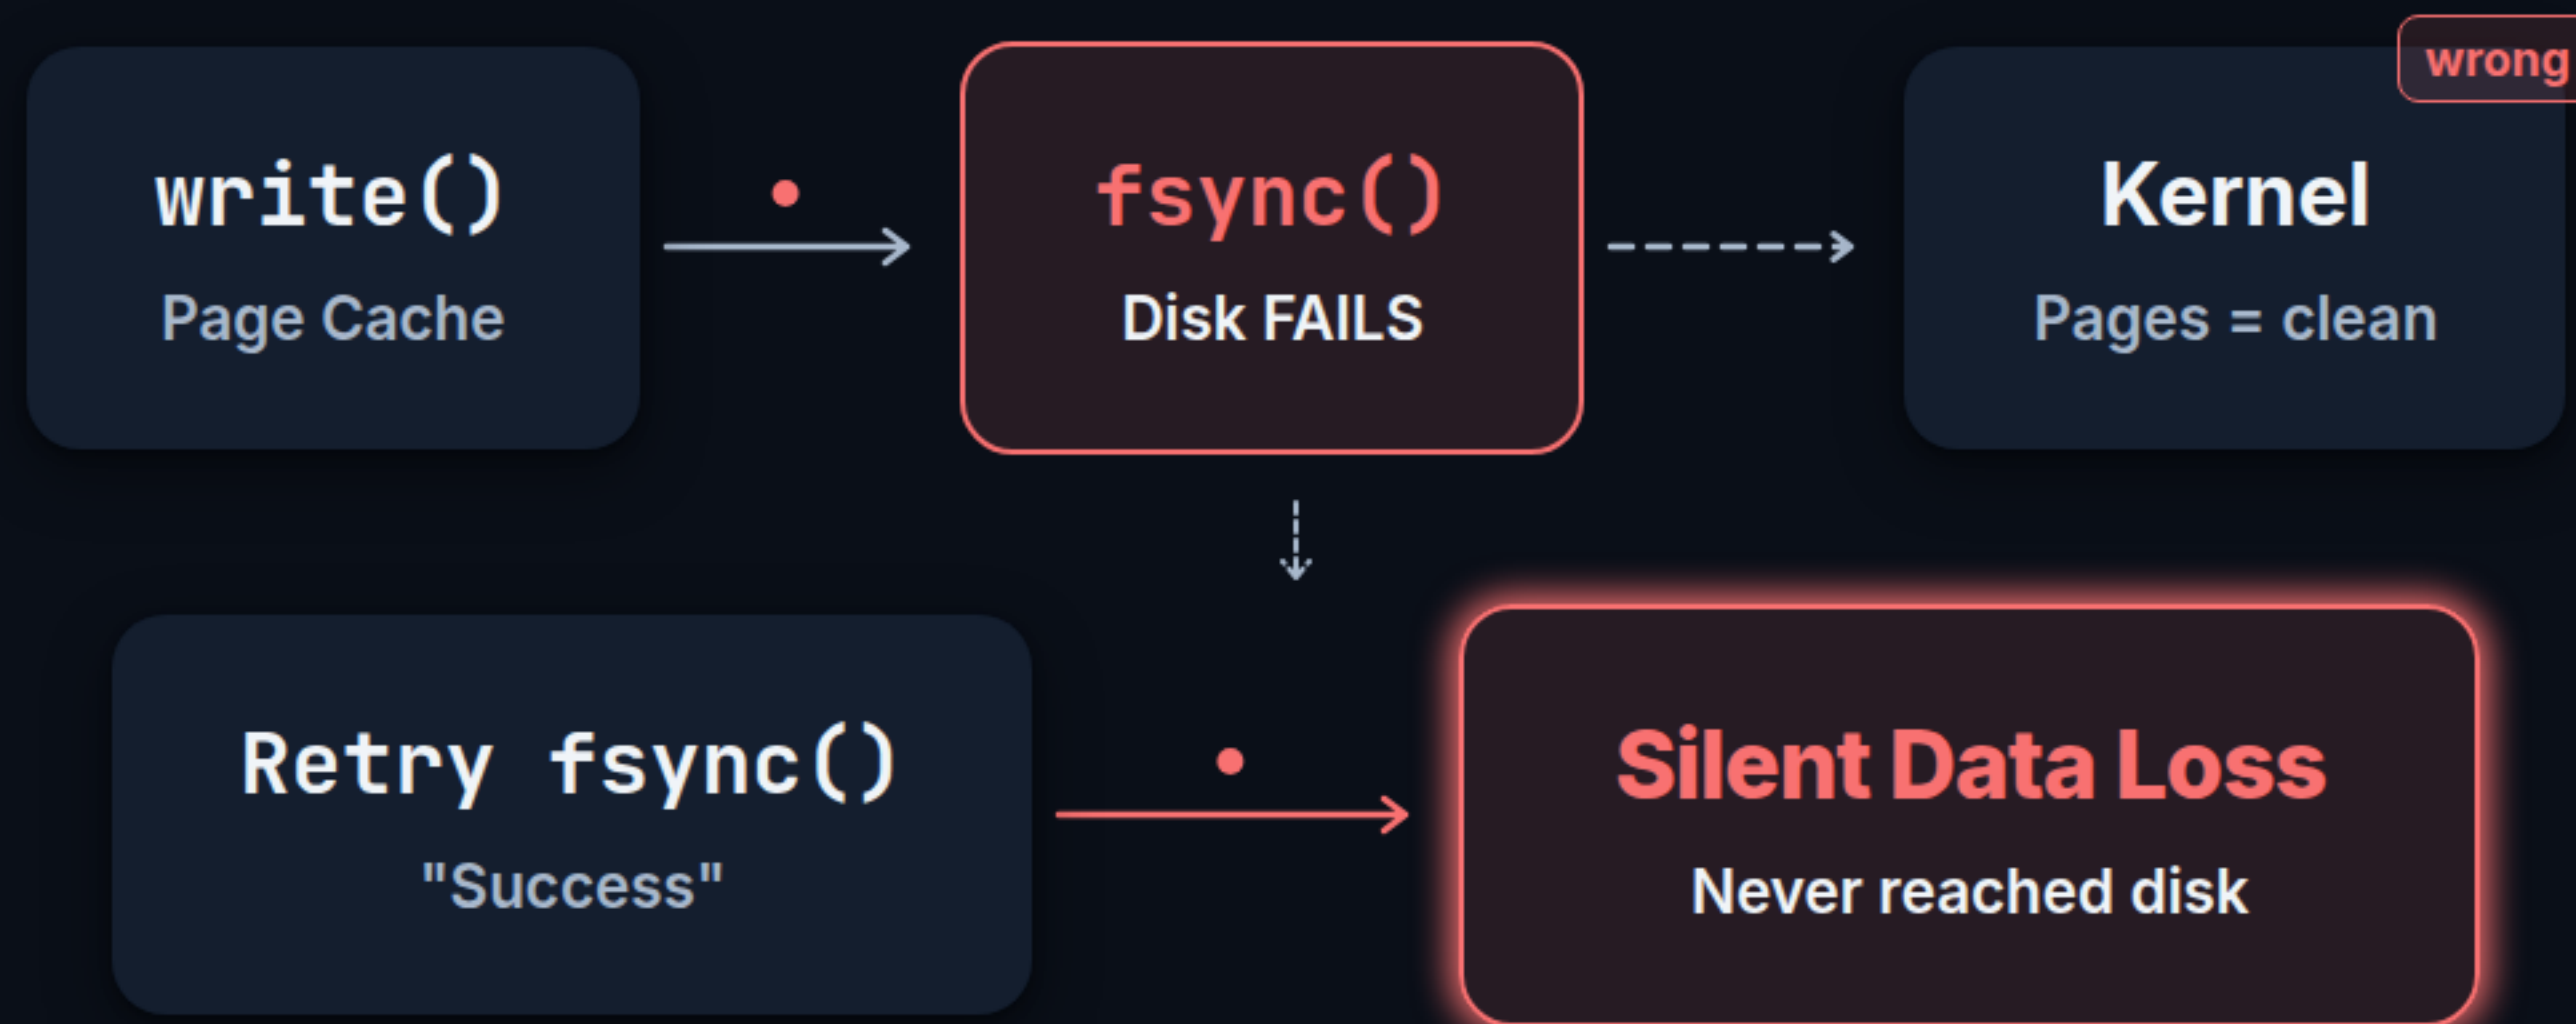 wrong
write()
Page Cache
fsync()
Disk FAILS
Kernel
Pages = clean
Retry fsync()
"Success"
Silent Data Loss
Never reached disk